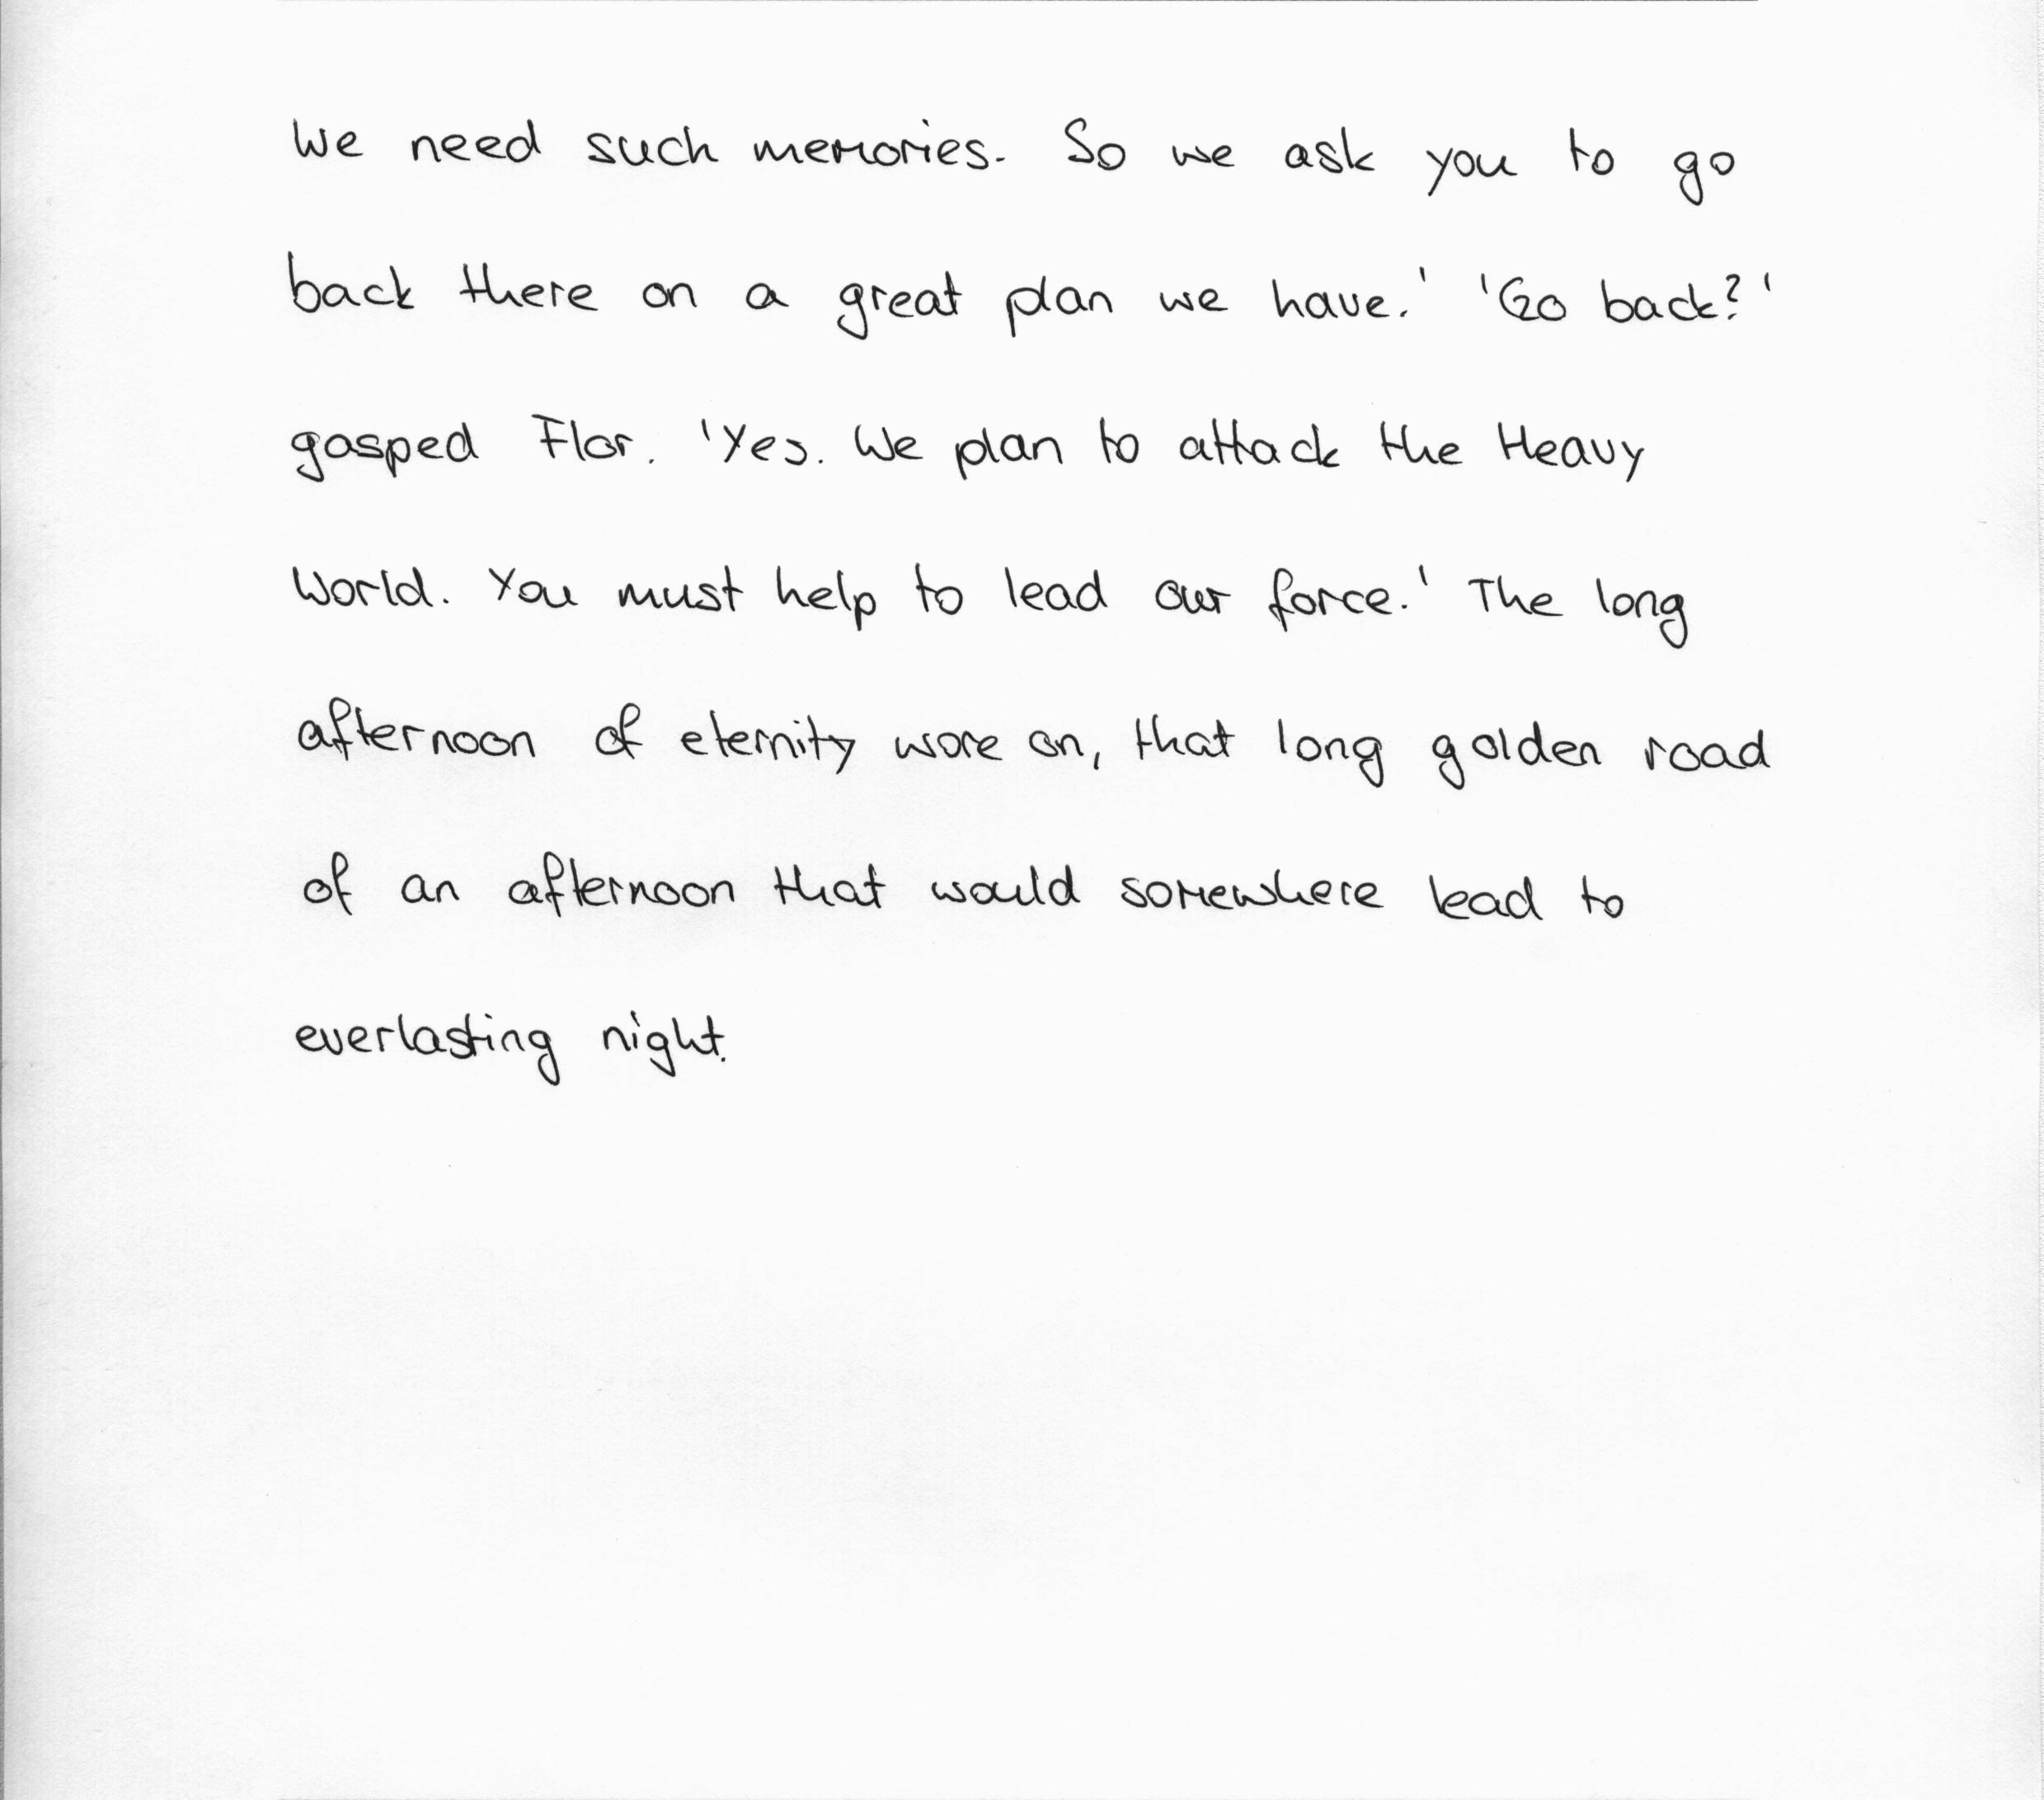 We need such memories. So we ask you to go
back there on a great plan we have.' 'Go back?'
gasped Flor. 'Yes. We plan to attack the Heavy
World. You must help to lead our force.' The long
afternoon of eternity wore on, that long golden road
of an afternoon that would somewhere lead to
everlasting night.